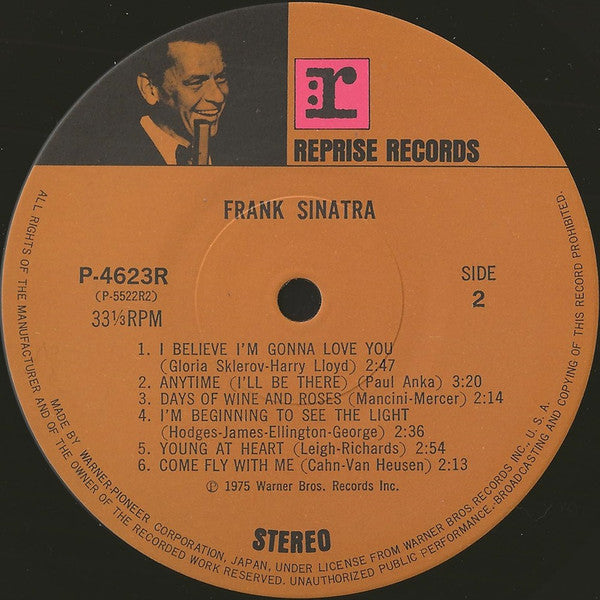 r
REPRISE RECORDS
FRANK SINATRA
P-4623R
(P-5522R2)
33⅓RPM
SIDE
2
1. I BELIEVE I'M GONNA LOVE YOU
(Gloria Sklerov-Harry Lloyd) 2:47
2. ANYTIME (I'LL BE THERE) (Paul Anka) 3:20
3. DAYS OF WINE AND ROSES (Mancini-Mercer) 2:14
4. I'M BEGINNING TO SEE THE LIGHT
(Hodges-James-Ellington-George) 2:36
5. YOUNG AT HEART (Leigh-Richards) 2:54
6. COME FLY WITH ME (Cahn-Van Heusen) 2:13
℗ 1975 Warner Bros. Records Inc.
STEREO
MADE BY WARNER-PIONEER CORPORATION, JAPAN, UNDER LICENSE FROM WARNER BROS.RECORDS INC., U. S. A.
ALL RIGHTS OF THE MANUFACTURER AND OF THE OWNER OF THE RECORDED WORK RESERVED. UNAUTHORIZED PUBLIC PERFORMANCE, BROADCASTING AND COPYING OF THIS RECORD PROHIBITED.